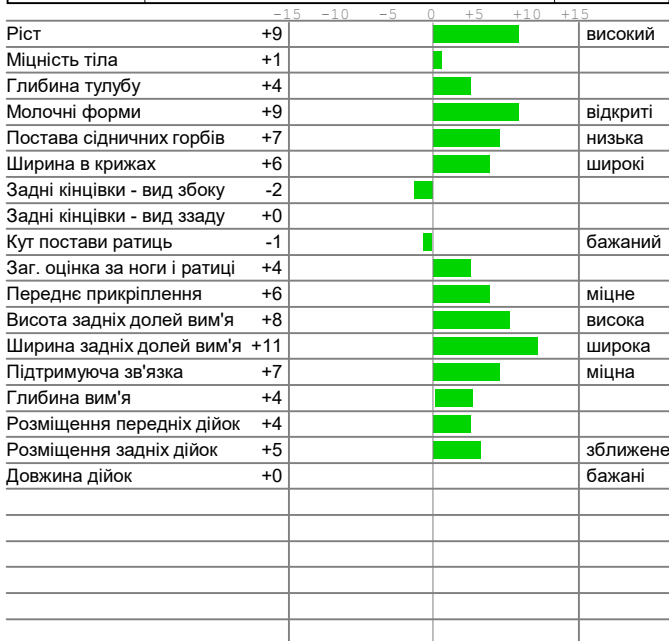 -15 -10 -5 0 +5 +10 +15
Ріст +9 високий
Міцність тіла +1
Глибина тулубу +4
Молочні форми +9 відкриті
Постава сідничних горбів +7 низька
Ширина в крижах +6 широкі
Задні кінцівки - вид збоку -2
Задні кінцівки - вид ззаду +0
Кут постави ратиць -1 бажаний
Заг. оцінка за ноги і ратиці +4
Переднє прикріплення +6 міцне
Висота задніх долей вим'я +8 висока
Ширина задніх долей вим'я +11 широка
Підтримуюча зв'язка +7 міцна
Глибина вим'я +4
Розміщення передніх дійок +4
Розміщення задніх дійок +5 зближене
Довжина дійок +0 бажані